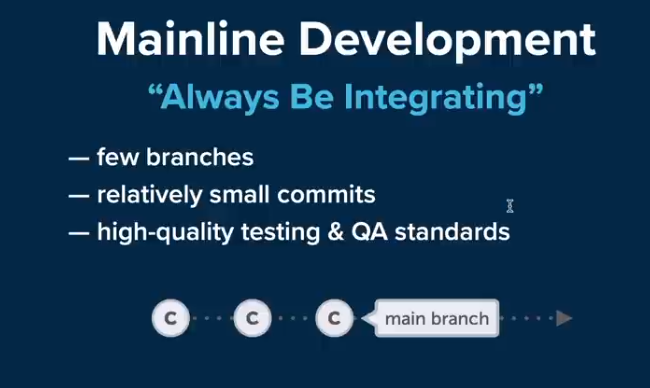 Mainline Development
“Always Be Integrating”
— few branches
— relatively small commits
— high-quality testing & QA standards
C C C main branch